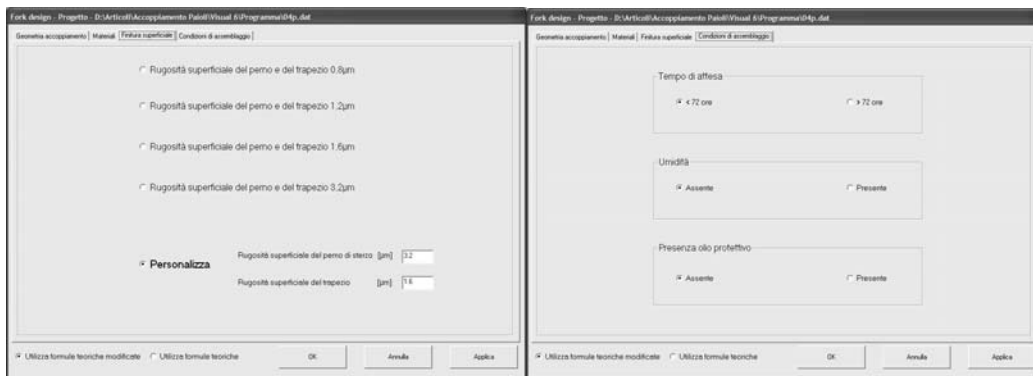 Fork design - Progetto - D:\Articoli\Accoppiamento Paioli\Visual 6\Programma\04p.dat
Geometria accoppiamento | Materiali | Finitura superficiale | Condizioni di assemblaggio
Rugosità superficiale del perno e del trapezio 0.8µm
Rugosità superficiale del perno e del trapezio 1.2µm
Rugosità superficiale del perno e del trapezio 1.6µm
Rugosità superficiale del perno e del trapezio 3.2µm
Personalizza
Rugosità superficiale del perno di sterzo [µm] 3.2
Rugosità superficiale del trapezio [µm] 1.6
Utilizza formule teoriche modificate Utilizza formule teoriche OK Annulla Applica
Fork design - Progetto - D:\Articoli\Accoppiamento Paioli\Visual 6\Programma\04p.dat
Geometria accoppiamento | Materiali | Finitura superficiale | Condizioni di assemblaggio
Tempo di attesa
< 72 ore > 72 ore
Umidità
Assente Presente
Presenza olio protettivo
Assente Presente
Utilizza formule teoriche modificate Utilizza formule teoriche OK Annulla Applica